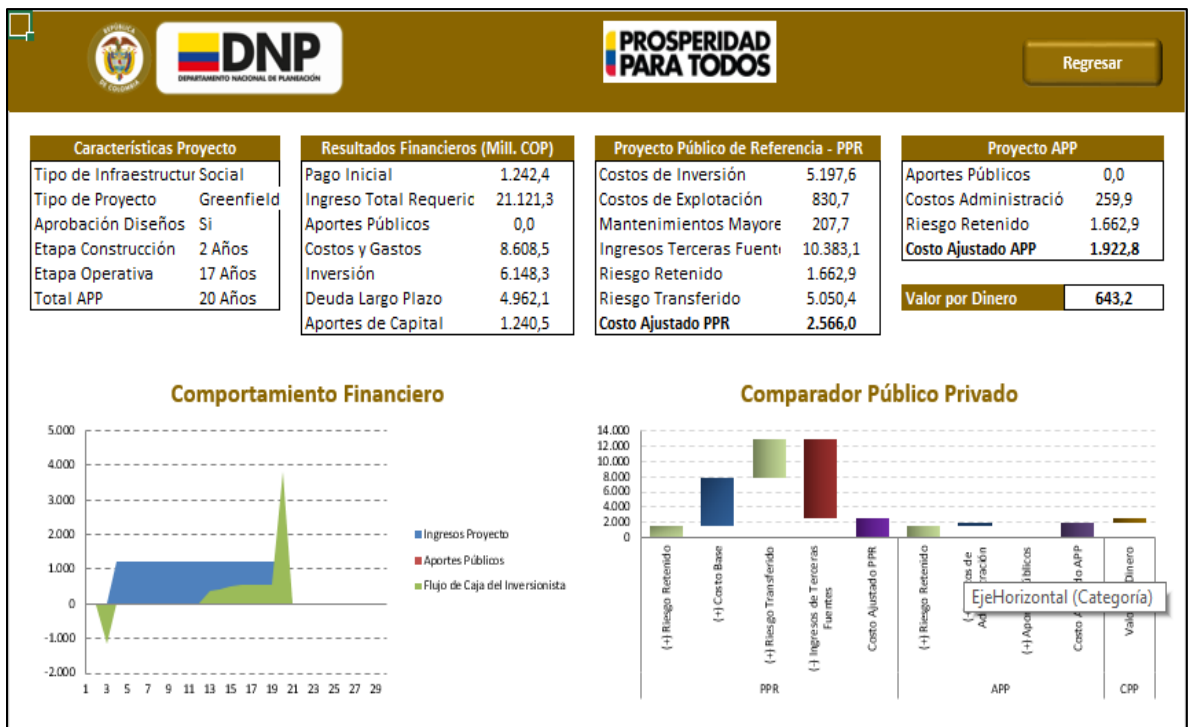 REPÚBLICA
DE COLOMBIA
DNP
DEPARTAMENTO NACIONAL DE PLANEACIÓN
PROSPERIDAD
PARA TODOS
Regresar
Características Proyecto
Tipo de Infraestructur Social
Tipo de Proyecto Greenfield
Aprobación Diseños Si
Etapa Construcción 2 Años
Etapa Operativa 17 Años
Total APP 20 Años
Resultados Financieros (Mill. COP)
Pago Inicial 1.242,4
Ingreso Total Requeric 21.121,3
Aportes Públicos 0,0
Costos y Gastos 8.608,5
Inversión 6.148,3
Deuda Largo Plazo 4.962,1
Aportes de Capital 1.240,5
Proyecto Público de Referencia - PPR
Costos de Inversión 5.197,6
Costos de Explotación 830,7
Mantenimientos Mayore 207,7
Ingresos Terceras Fuent 10.383,1
Riesgo Retenido 1.662,9
Riesgo Transferido 5.050,4
Costo Ajustado PPR 2.566,0
Proyecto APP
Aportes Públicos 0,0
Costos Administració 259,9
Riesgo Retenido 1.662,9
Costo Ajustado APP 1.922,8
Valor por Dinero 643,2
Comportamiento Financiero
5.000
4.000
3.000
2.000
1.000
0
-1.000
-2.000
1 3 5 7 9 11 13 15 17 19 21 23 25 27 29
Ingresos Proyecto
Aportes Públicos
Flujo de Caja del Inversionista
Comparador Público Privado
14.000
12.000
10.000
8.000
6.000
4.000
2.000
0
(+) Riesgo Retenido
(+) Costo Base
(+) Riesgo Transferido
(-) Ingresos de Terceras
Fuentes
Costo Ajustado PPR
(+) Riesgo Retenido
EjeHorizontal (Categoría)
PPR
APP
CPP